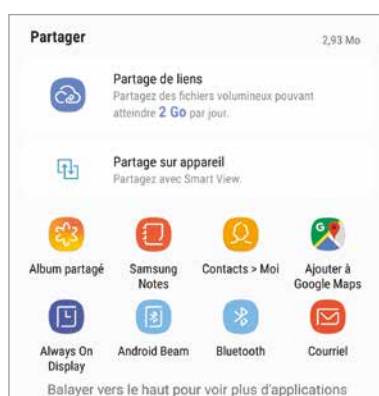 Partager 2,93 Mo
Partage de liens
Partagez des fichiers volumineux pouvant
atteindre 2 Go par jour.
Partage sur appareil
Partagez avec Smart View.
Album partagé Samsung Contacts > Moi Ajouter à
Notes Google Maps
Always On Android Beam Bluetooth Courriel
Display
Balayer vers le haut pour voir plus d'applications